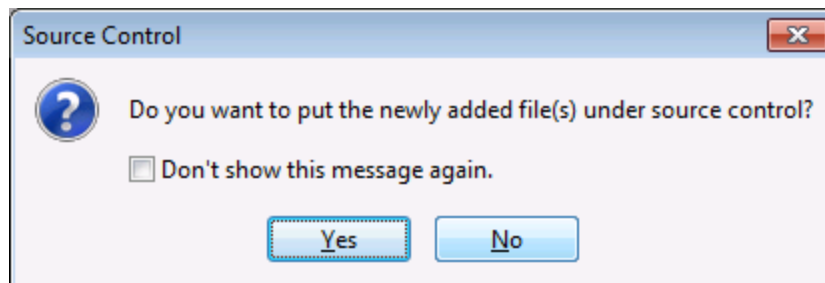 Source Control
Do you want to put the newly added file(s) under source control?
Don't show this message again.
Yes
No